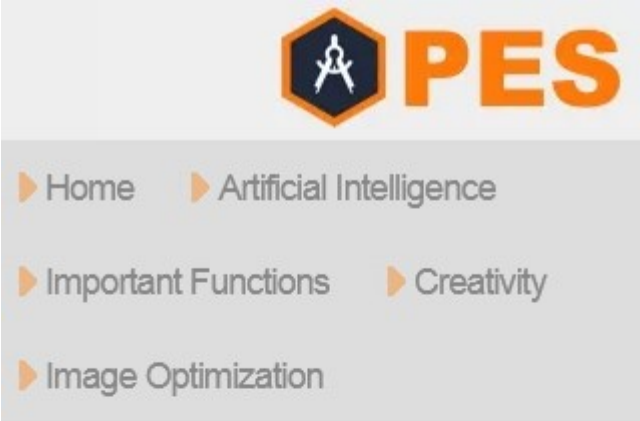 PES
Home Artificial Intelligence
Important Functions Creativity
Image Optimization